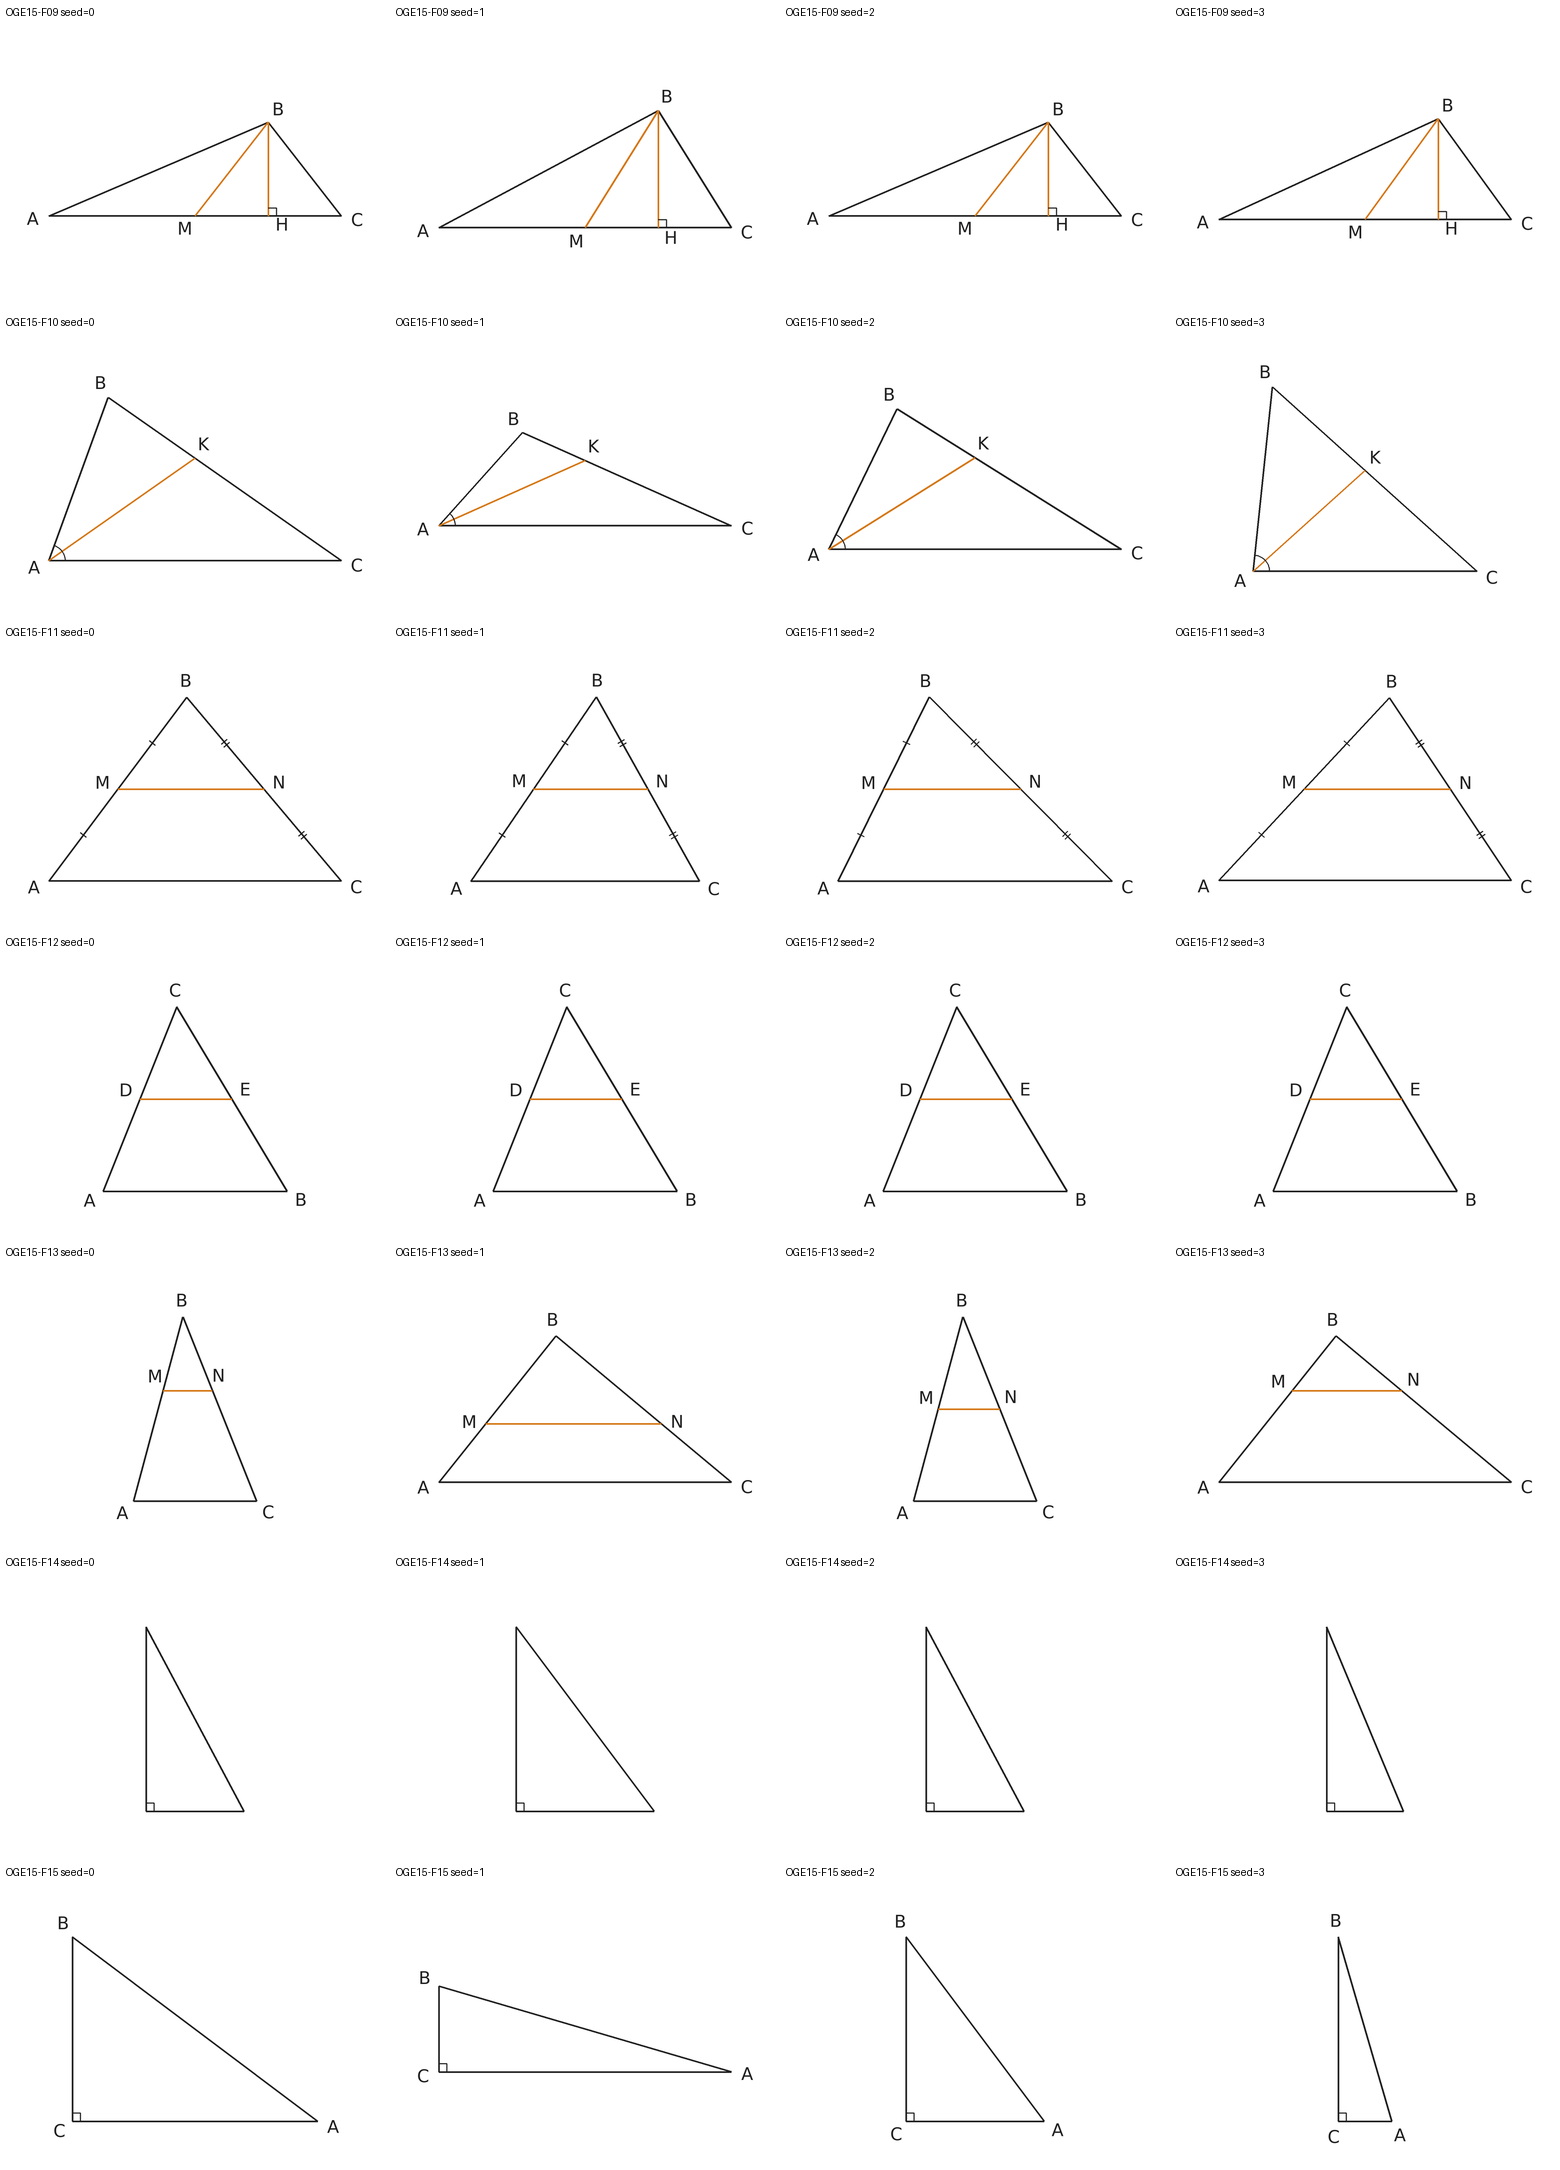 OGE15-F09 seed=0 OGE15-F09 seed=1 OGE15-F09 seed=2 OGE15-F09 seed=3
B B B B
A M H C A M H C A M H C A M H C
OGE15-F10 seed=0 OGE15-F10 seed=1 OGE15-F10 seed=2 OGE15-F10 seed=3
B B B B
K K K K
A C A C A C A C
OGE15-F11 seed=0 OGE15-F11 seed=1 OGE15-F11 seed=2 OGE15-F11 seed=3
B B B B
M N M N M N M N
A C A C A C A C
OGE15-F12 seed=0 OGE15-F12 seed=1 OGE15-F12 seed=2 OGE15-F12 seed=3
C C C C
D E D E D E D E
A B A B A B A B
OGE15-F13 seed=0 OGE15-F13 seed=1 OGE15-F13 seed=2 OGE15-F13 seed=3
B B B B
M N M N M N M N
A C A C A C A C
OGE15-F14 seed=0 OGE15-F14 seed=1 OGE15-F14 seed=2 OGE15-F14 seed=3
OGE15-F15 seed=0 OGE15-F15 seed=1 OGE15-F15 seed=2 OGE15-F15 seed=3
B B B B
C A C A C A C A